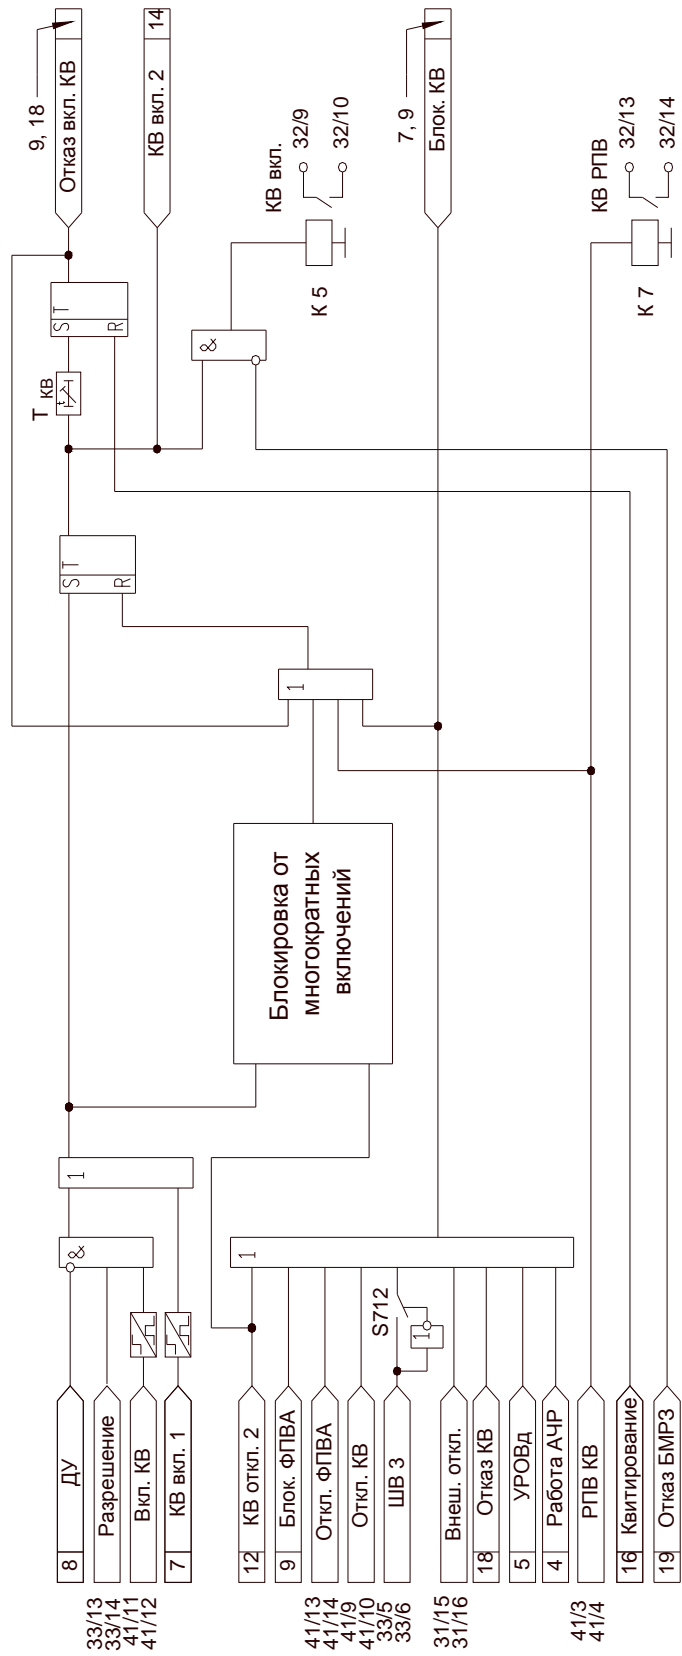 8 ДУ
33/13
33/14
Разрешение
41/11
41/12
Вкл. КВ
7 КВ вкл. 1
12 КВ откл. 2
9 Блок. ФПВА
41/13
41/14
Откл. ФПВА
41/9
41/10
Откл. КВ
33/5
33/6
ШВ 3
31/15
31/16
Внеш. откл.
18 Отказ КВ
5 УРОВд
4 Работа АЧР
41/3
41/4
РПВ КВ
16 Квитирование
19 Отказ БМРЗ
&
1
1
S712
1
Блокировка от
многократных
включений
1
S T
R
T КВ
t
S T
R
&
К 5
КВ вкл.
32/9
32/10
К 7
КВ РПВ
32/13
32/14
Отказ вкл. КВ
9, 18
КВ вкл. 2 14
Блок. КВ
7, 9